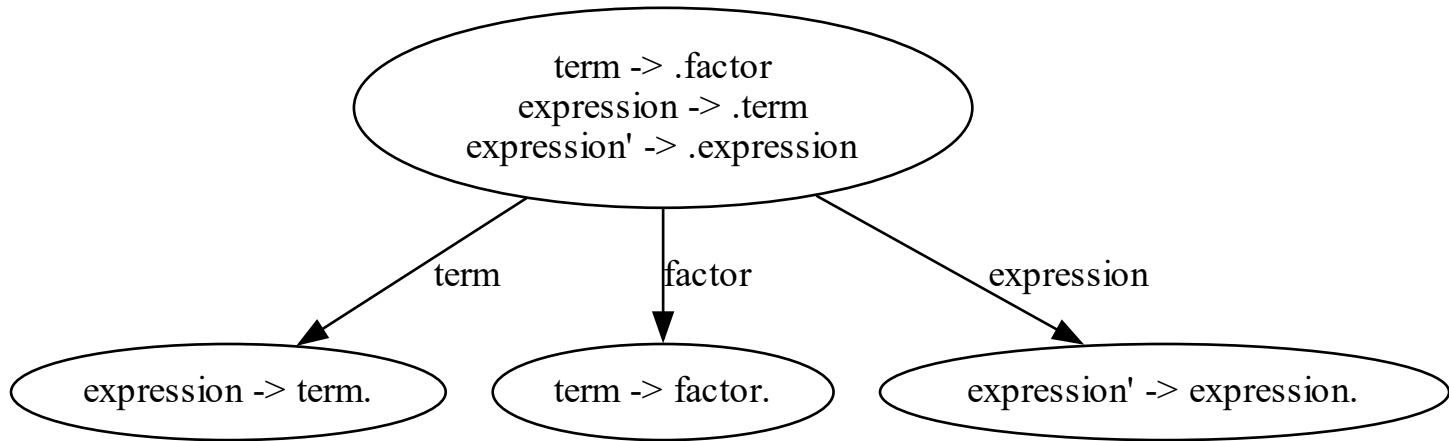 term -> .factor
expression -> .term
expression' -> .expression
term
factor
expression
expression -> term.
term -> factor.
expression' -> expression.